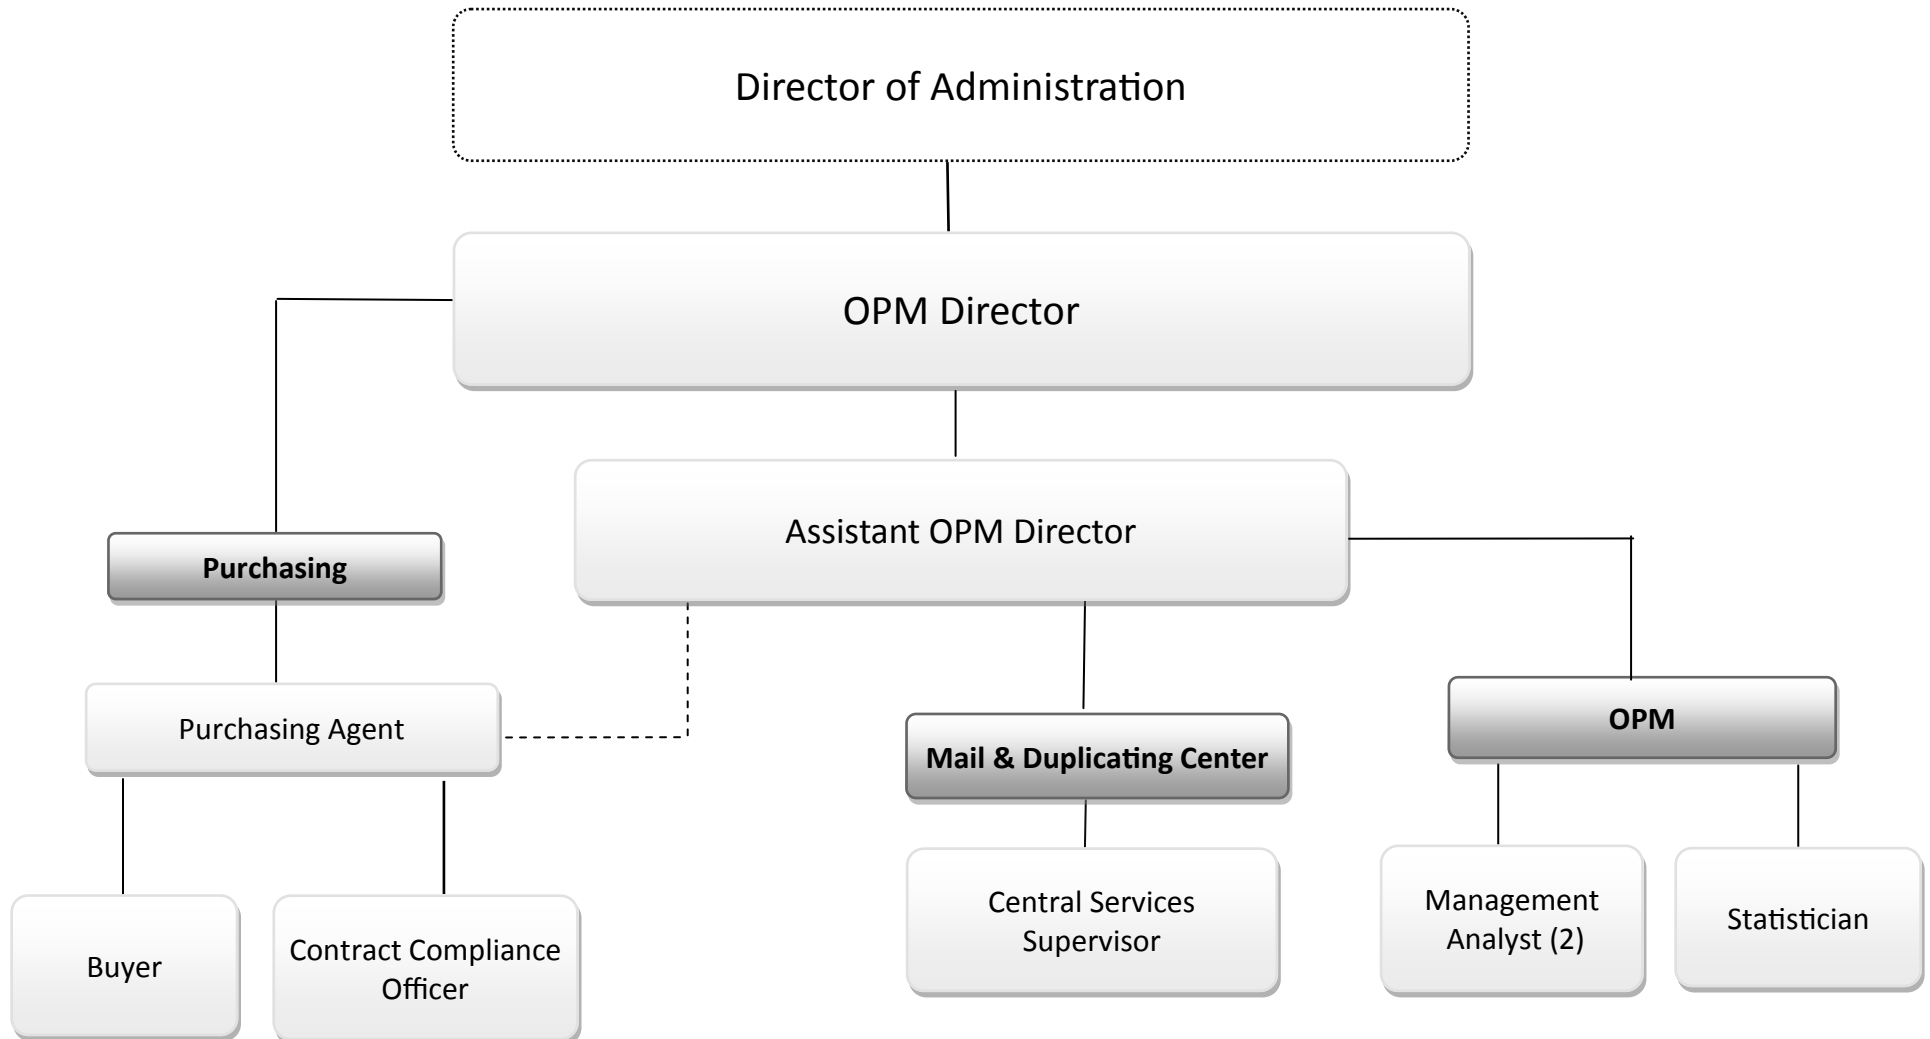 Director of Administration
OPM Director
Assistant OPM Director
Purchasing
Purchasing Agent
Mail & Duplicating Center
OPM
Buyer
Contract Compliance
Officer
Central Services
Supervisor
Management
Analyst (2)
Statistician